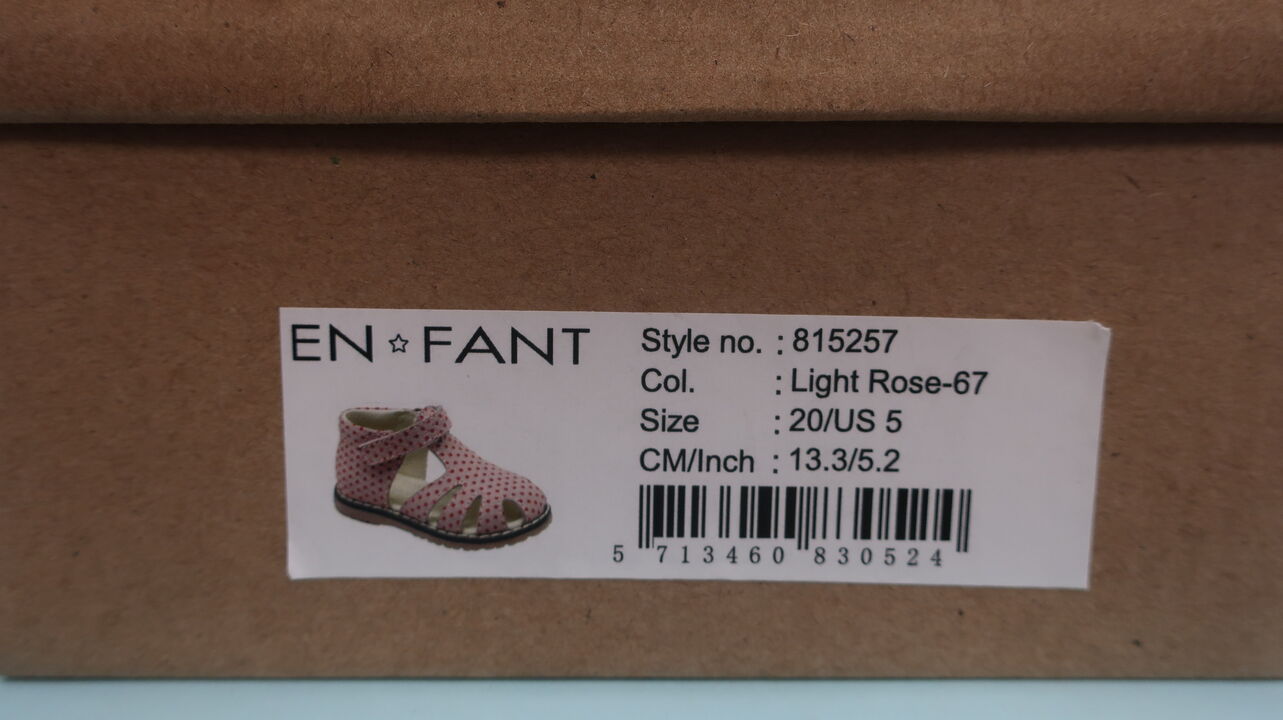 EN☆FANT
Style no. : 815257
Col. : Light Rose-67
Size : 20/US 5
CM/Inch : 13.3/5.2
5 713460 830524